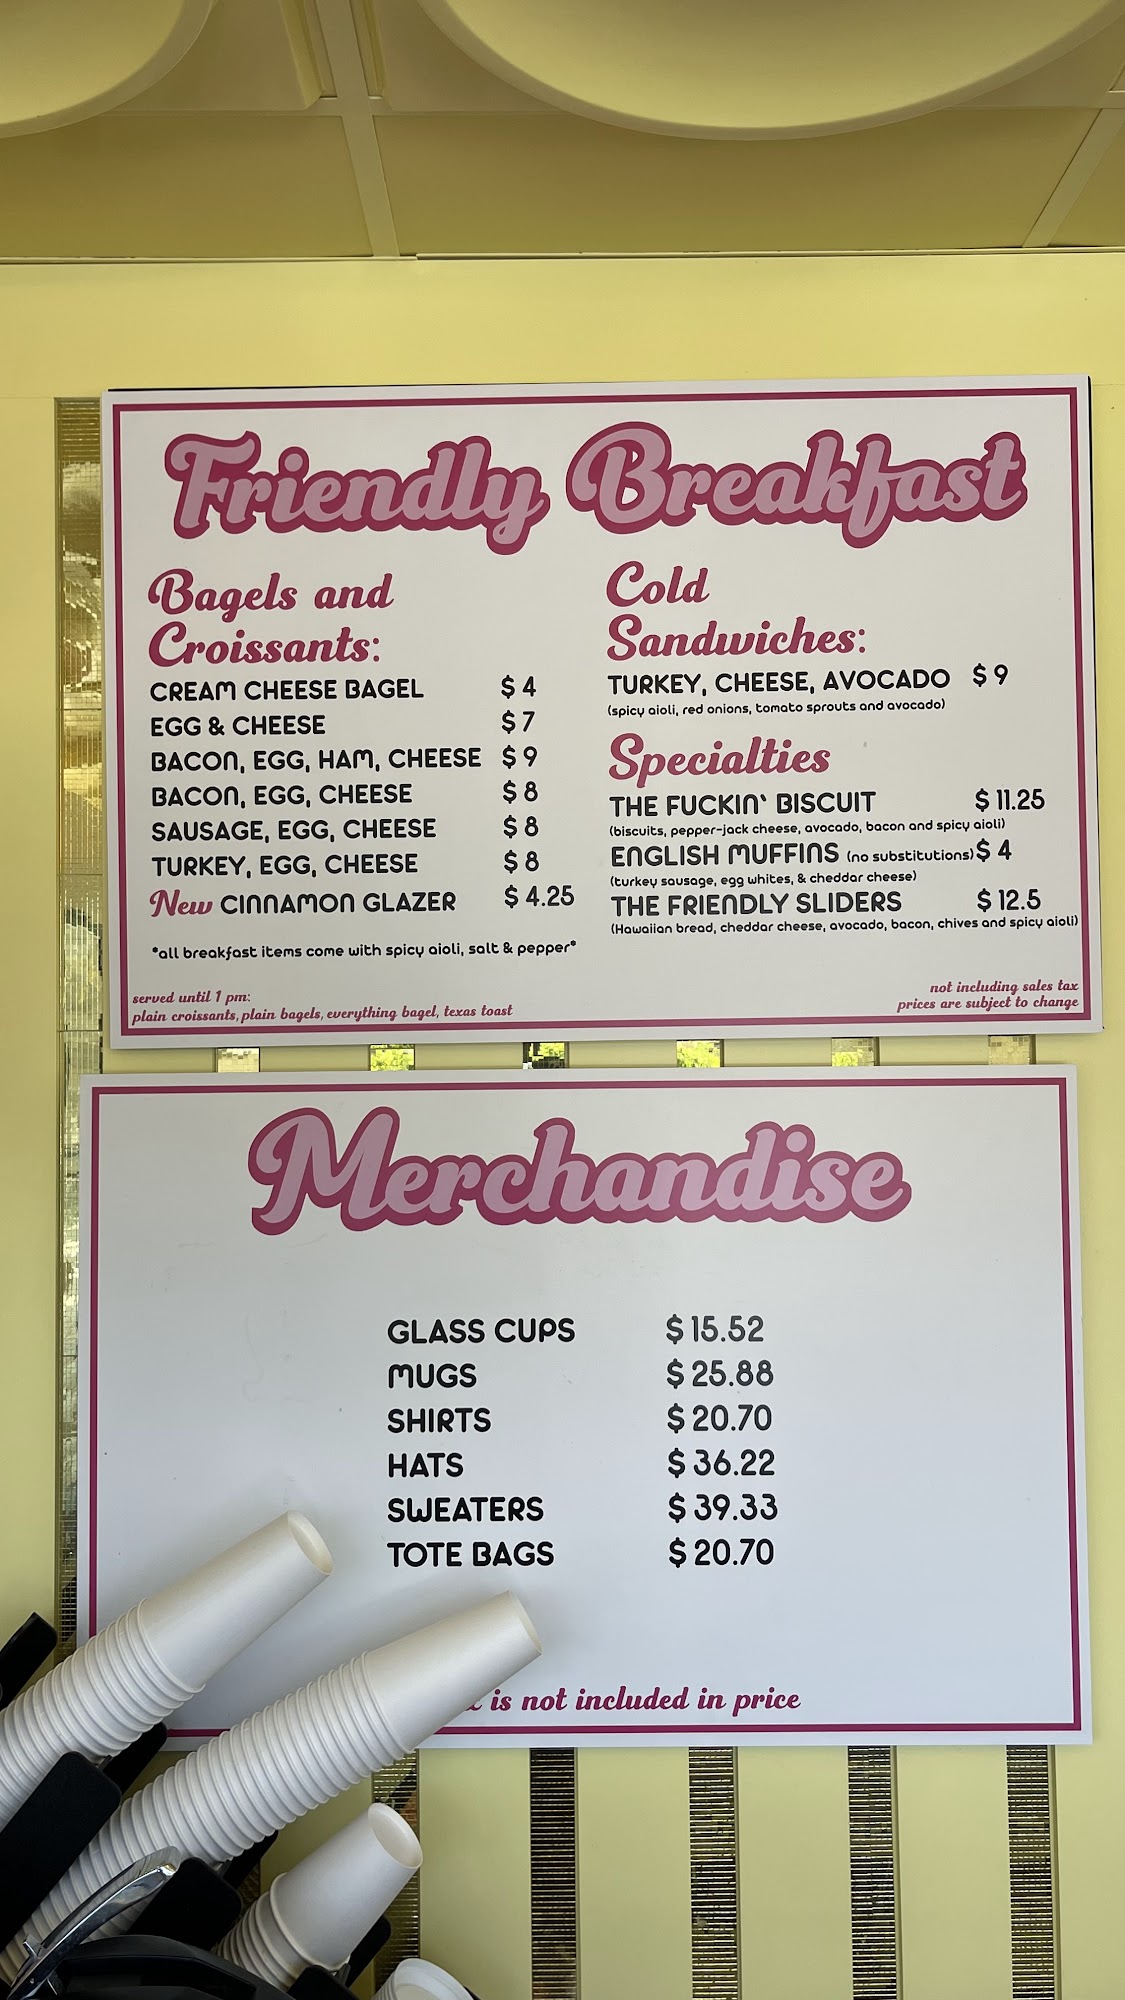 Friendly Breakfast
Bagels and
Croissants:
CREAM CHEESE BAGEL $4
EGG & CHEESE $7
BACON, EGG, HAM, CHEESE $9
BACON, EGG, CHEESE $8
SAUSAGE, EGG, CHEESE $8
TURKEY, EGG, CHEESE $8
New CINNAMON GLAZER $4.25
*all breakfast items come with spicy aioli, salt & pepper*
served until 1 pm:
plain croissants, plain bagels, everything bagel, texas toast
Cold
Sandwiches:
TURKEY, CHEESE, AVOCADO $9
(spicy aioli, red onions, tomato sprouts and avocado)
Specialties
THE FUCKIN' BISCUIT $11.25
(biscuits, pepper-jack cheese, avocado, bacon and spicy aioli)
ENGLISH MUFFINS (no substitutions) $4
(turkey sausage, egg whites, & cheddar cheese)
THE FRIENDLY SLIDERS $12.5
(Hawaiian bread, cheddar cheese, avocado, bacon, chives and spicy aioli)
not including sales tax
prices are subject to change
Merchandise
GLASS CUPS $15.52
MUGS $25.88
SHIRTS $20.70
HATS $36.22
SWEATERS $39.33
TOTE BAGS $20.70
is not included in price